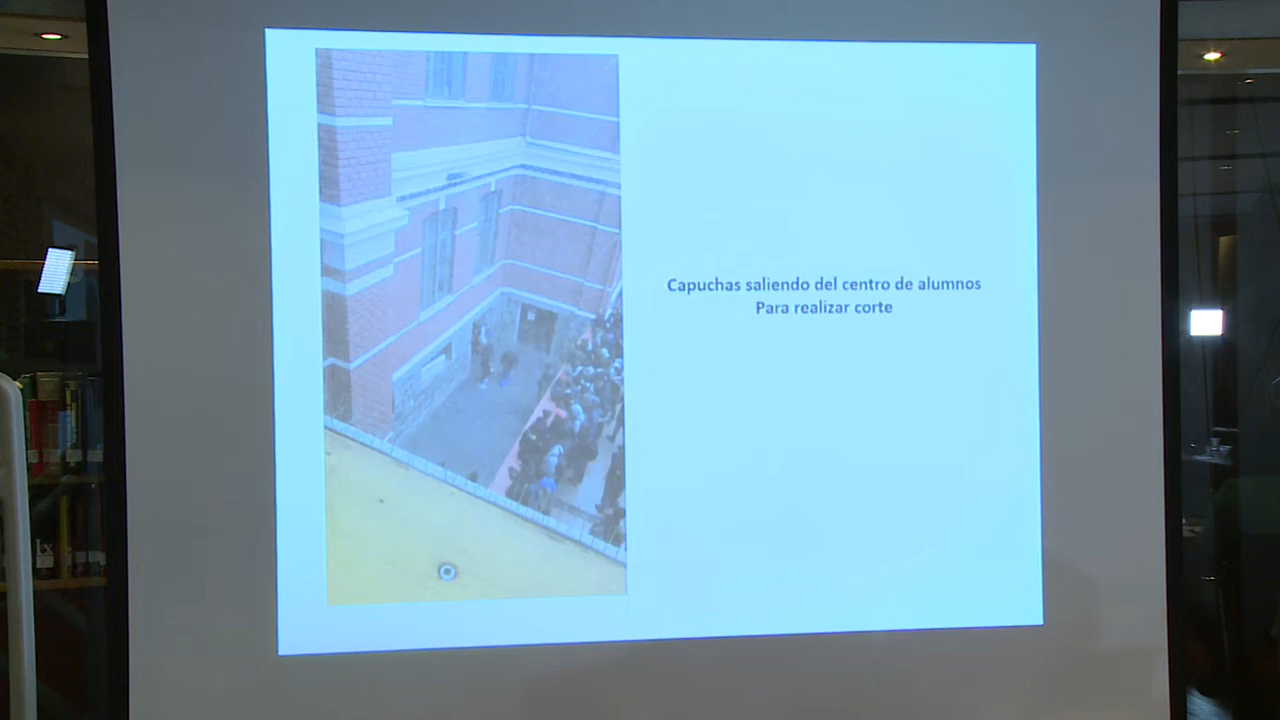 Capuchas saliendo del centro de alumnos
Para realizar corte